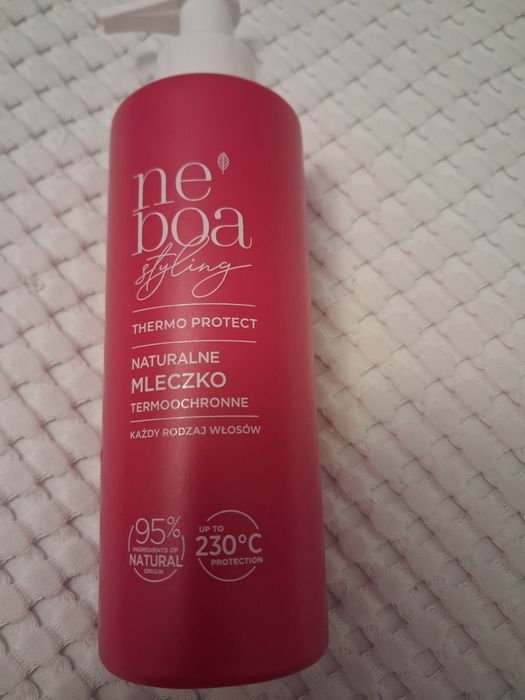 ne
boa
styling
THERMO PROTECT
NATURALNE
MLECZKO
TERMOOCHRONNE
KAŻDY RODZAJ WŁOSÓW
95%
INGREDIENTS OF
NATURAL
ORIGIN
UP TO
230°C
PROTECTION